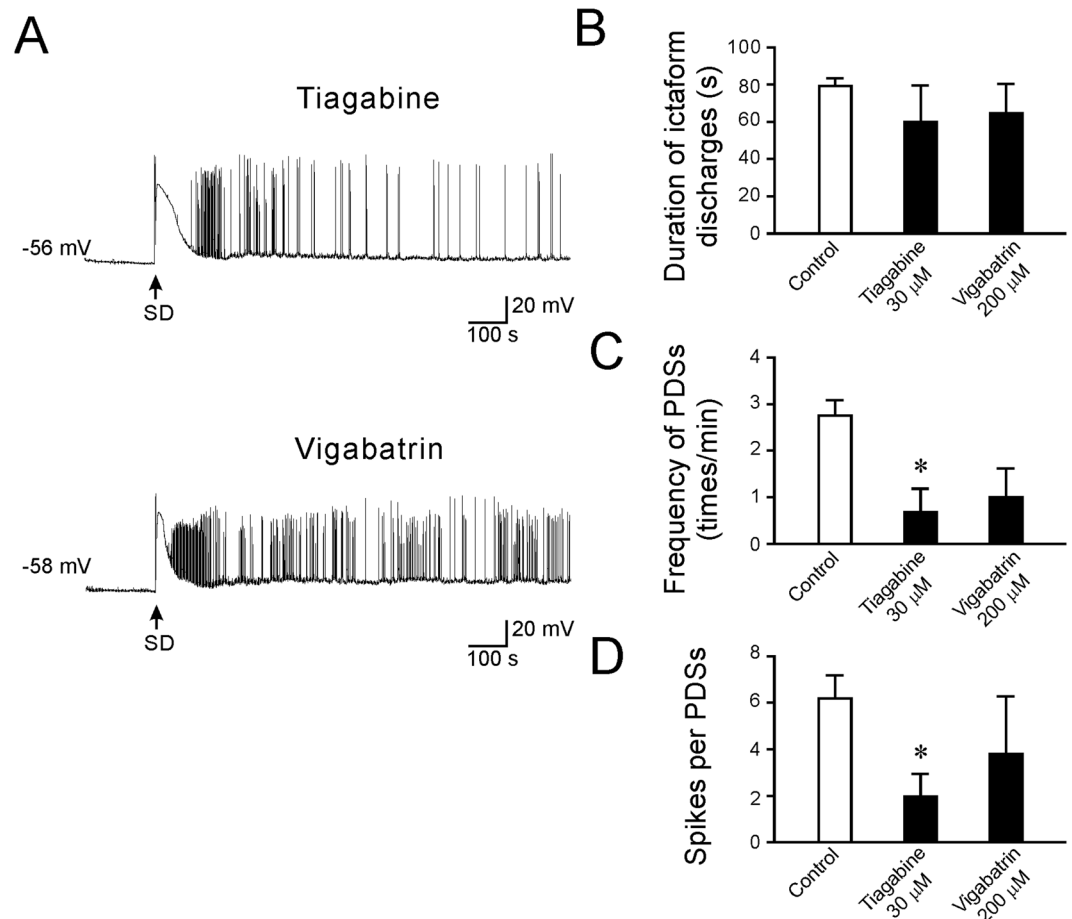 A
Tiagabine
-56 mV
SD
20 mV
100 s
Vigabatrin
-58 mV
SD
20 mV
100 s
B
Duration of ictaform
discharges (s)
100
80
60
40
20
0
Control
Tiagabine
30 μM
Vigabatrin
200 μM
C
Frequency of PDSs
(times/min)
4
3
2
1
0
*
Control
Tiagabine
30 μM
Vigabatrin
200 μM
D
Spikes per PDSs
8
6
4
2
0
*
Control
Tiagabine
30 μM
Vigabatrin
200 μM